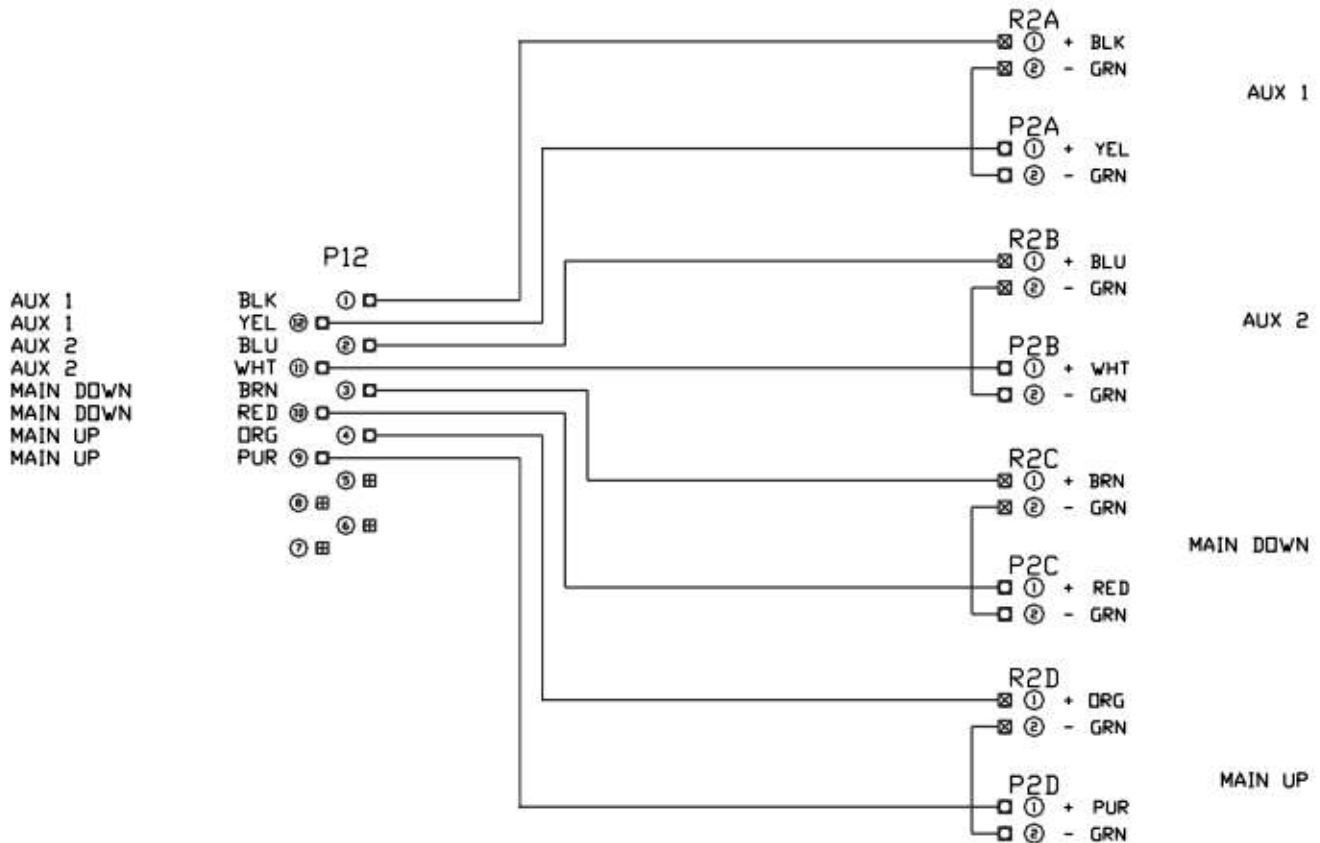 R2A
① + BLK
② - GRN
AUX 1
P2A
① + YEL
② - GRN
R2B
① + BLU
② - GRN
AUX 2
P2B
① + WHT
② - GRN
R2C
① + BRN
② - GRN
MAIN DOWN
P2C
① + RED
② - GRN
R2D
① + ORG
② - GRN
MAIN UP
P2D
① + PUR
② - GRN
P12
AUX 1 BLK ①
AUX 1 YEL ⑫
AUX 2 BLU ②
AUX 2 WHT ⑪
MAIN DOWN BRN ③
MAIN DOWN RED ⑩
MAIN UP ORG ④
MAIN UP PUR ⑨
⑤
⑧
⑥
⑦